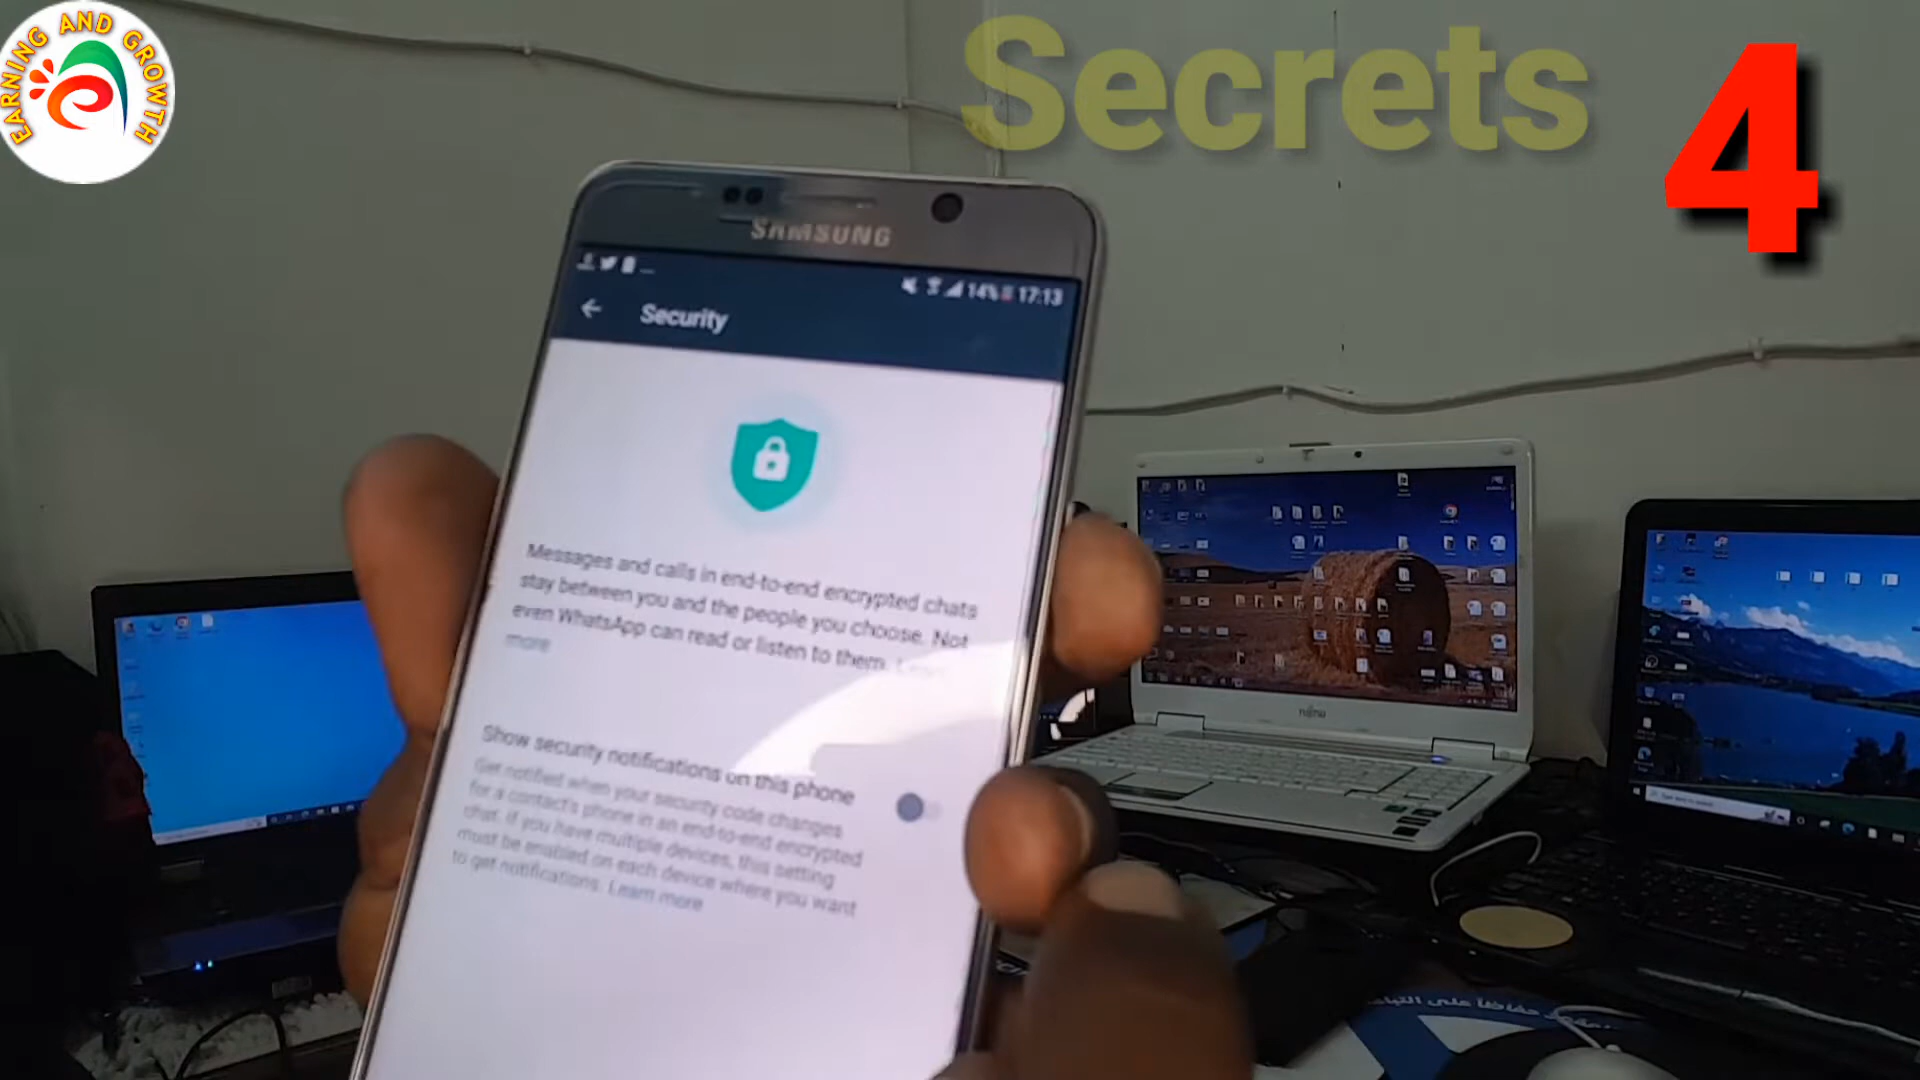 EARNING AND GROWTH
Secrets
4
SAMSUNG
14% 17:13
Security
Messages and calls in end-to-end encrypted chats
stay between you and the people you choose. Not
even WhatsApp can read or listen to them. Learn
more
Show security notifications on this phone
Get notified when your security code changes
for a contact's phone in an end-to-end encrypted
chat. If you have multiple devices, this setting
must be enabled on each device where you want
to get notifications. Learn more
FUJITSU